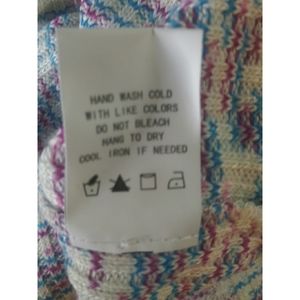 HAND WASH COLD
WITH LIKE COLORS
DO NOT BLEACH
HANG TO DRY
COOL IRON IF NEEDED